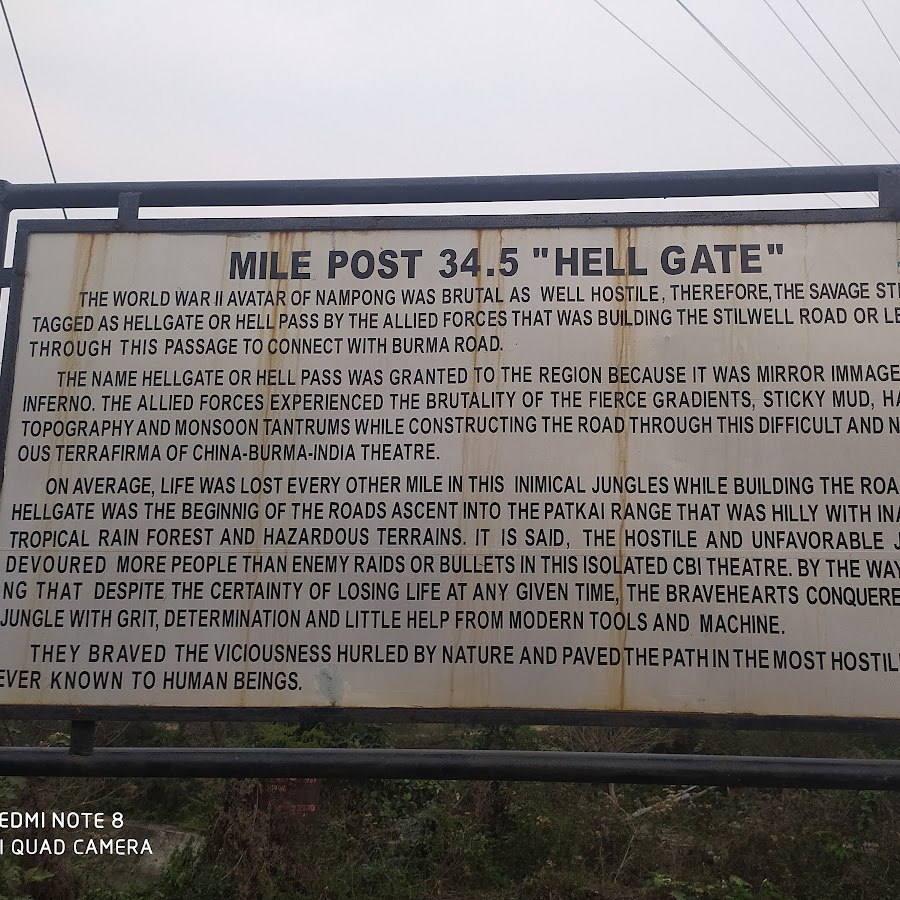 MILE POST 34.5 "HELL GATE"
THE WORLD WAR II AVATAR OF NAMPONG WAS BRUTAL AS WELL HOSTILE, THEREFORE, THE SAVAGE
TAGGED AS HELLGATE OR HELL PASS BY THE ALLIED FORCES THAT WAS BUILDING THE STILWELL ROAD OR
THROUGH THIS PASSAGE TO CONNECT WITH BURMA ROAD.
THE NAME HELLGATE OR HELL PASS WAS GRANTED TO THE REGION BECAUSE IT WAS MIRROR IMMAGE
INFERNO. THE ALLIED FORCES EXPERIENCED THE BRUTALITY OF THE FIERCE GRADIENTS, STICKY MUD,
TOPOGRAPHY AND MONSOON TANTRUMS WHILE CONSTRUCTING THE ROAD THROUGH THIS DIFFICULT AND
OUS TERRAFIRMA OF CHINA-BURMA-INDIA THEATRE.
ON AVERAGE, LIFE WAS LOST EVERY OTHER MILE IN THIS INIMICAL JUNGLES WHILE BUILDING THE
HELLGATE WAS THE BEGINNIG OF THE ROADS ASCENT INTO THE PATKAI RANGE THAT WAS HILLY WITH
TROPICAL RAIN FOREST AND HAZARDOUS TERRAINS. IT IS SAID, THE HOSTILE AND UNFAVORABLE
DEVOURED MORE PEOPLE THAN ENEMY RAIDS OR BULLETS IN THIS ISOLATED CBI THEATRE. BY THE WAY
NG THAT DESPITE THE CERTAINTY OF LOSING LIFE AT ANY GIVEN TIME, THE BRAVEHEARTS CONQUERE
JUNGLE WITH GRIT, DETERMINATION AND LITTLE HELP FROM MODERN TOOLS AND MACHINE.
THEY BRAVED THE VICIOUSNESS HURLED BY NATURE AND PAVED THE PATH IN THE MOST HOSTIL
EVER KNOWN TO HUMAN BEINGS.
EDMI NOTE 8
I QUAD CAMERA